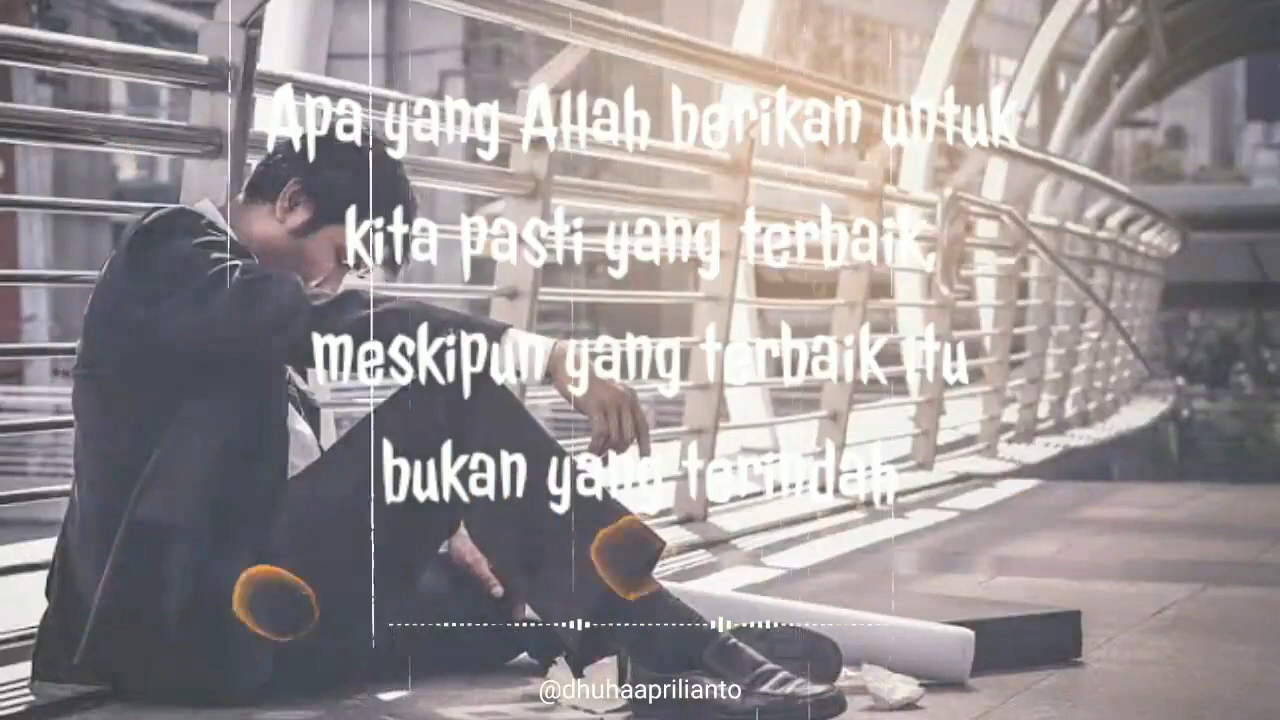 Apa yang Allah berikan untuk
kita pasti yang terbaik,
meskipun yang terbaik itu
bukan yang terindah
@dhuhaaprilianto